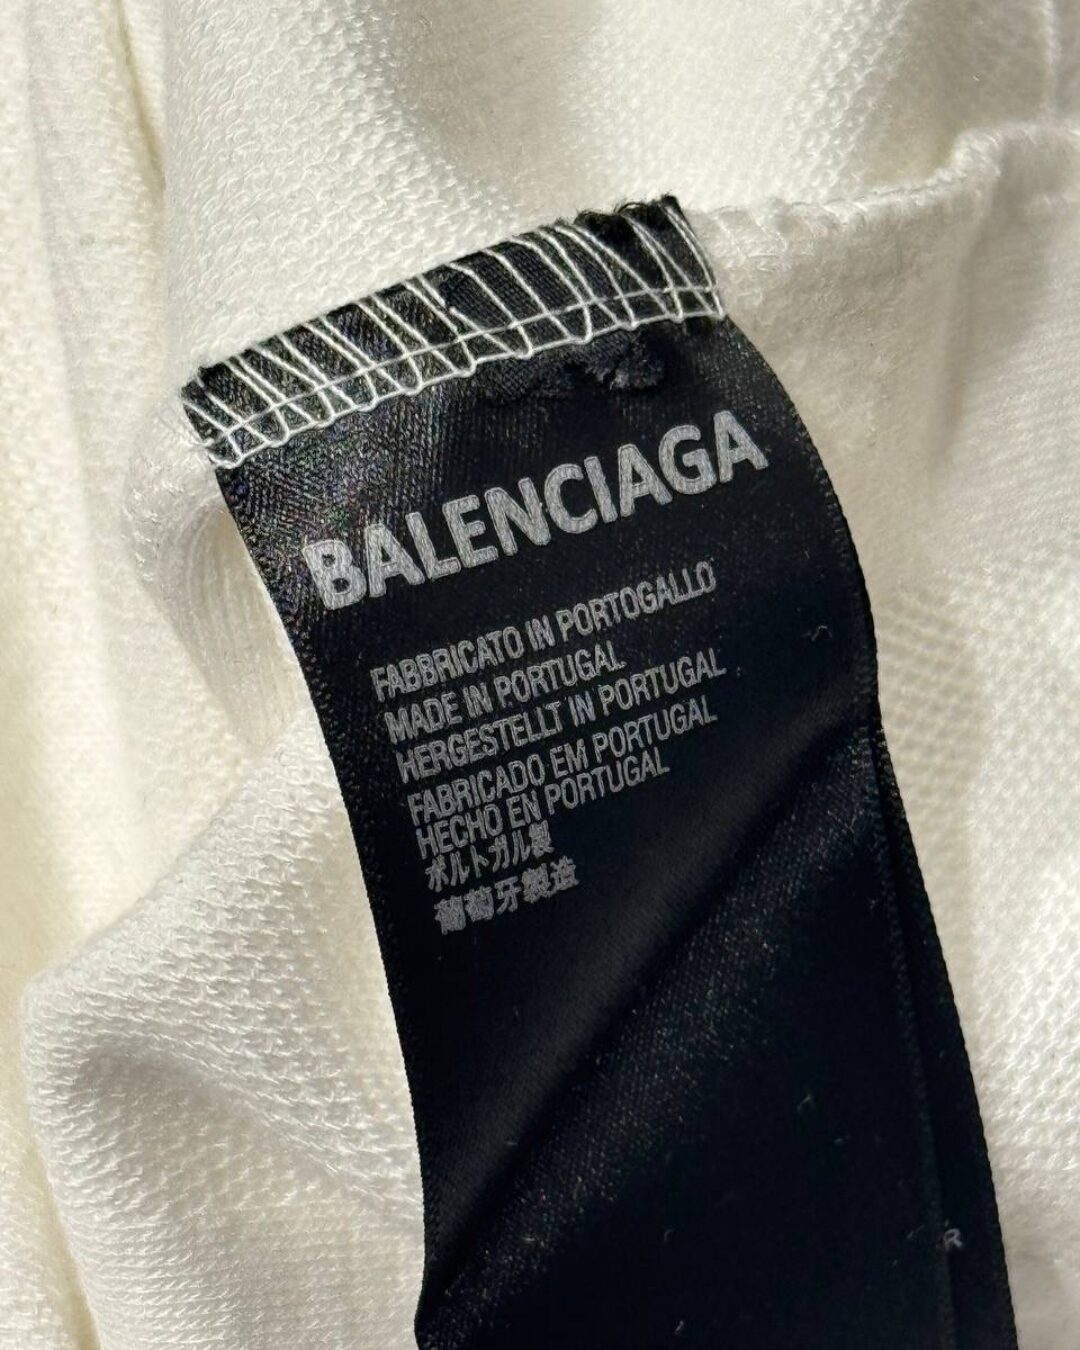 BALENCIAGA
FABBRICATO IN PORTOGALLO
MADE IN PORTUGAL
HERGESTELLT IN PORTUGAL
FABRICADO EM PORTUGAL
HECHO EN PORTUGAL
ポルトガル製
葡萄牙製造
R